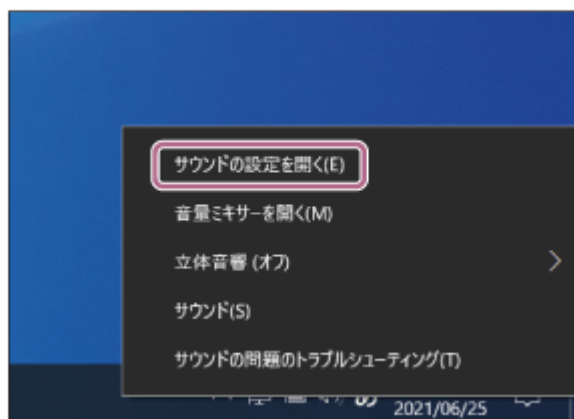 サウンドの設定を開く(E)
音量ミキサーを開く(M)
立体音響 (オフ)
サウンド(S)
サウンドの問題のトラブルシューティング(T)
あ
2021/06/25